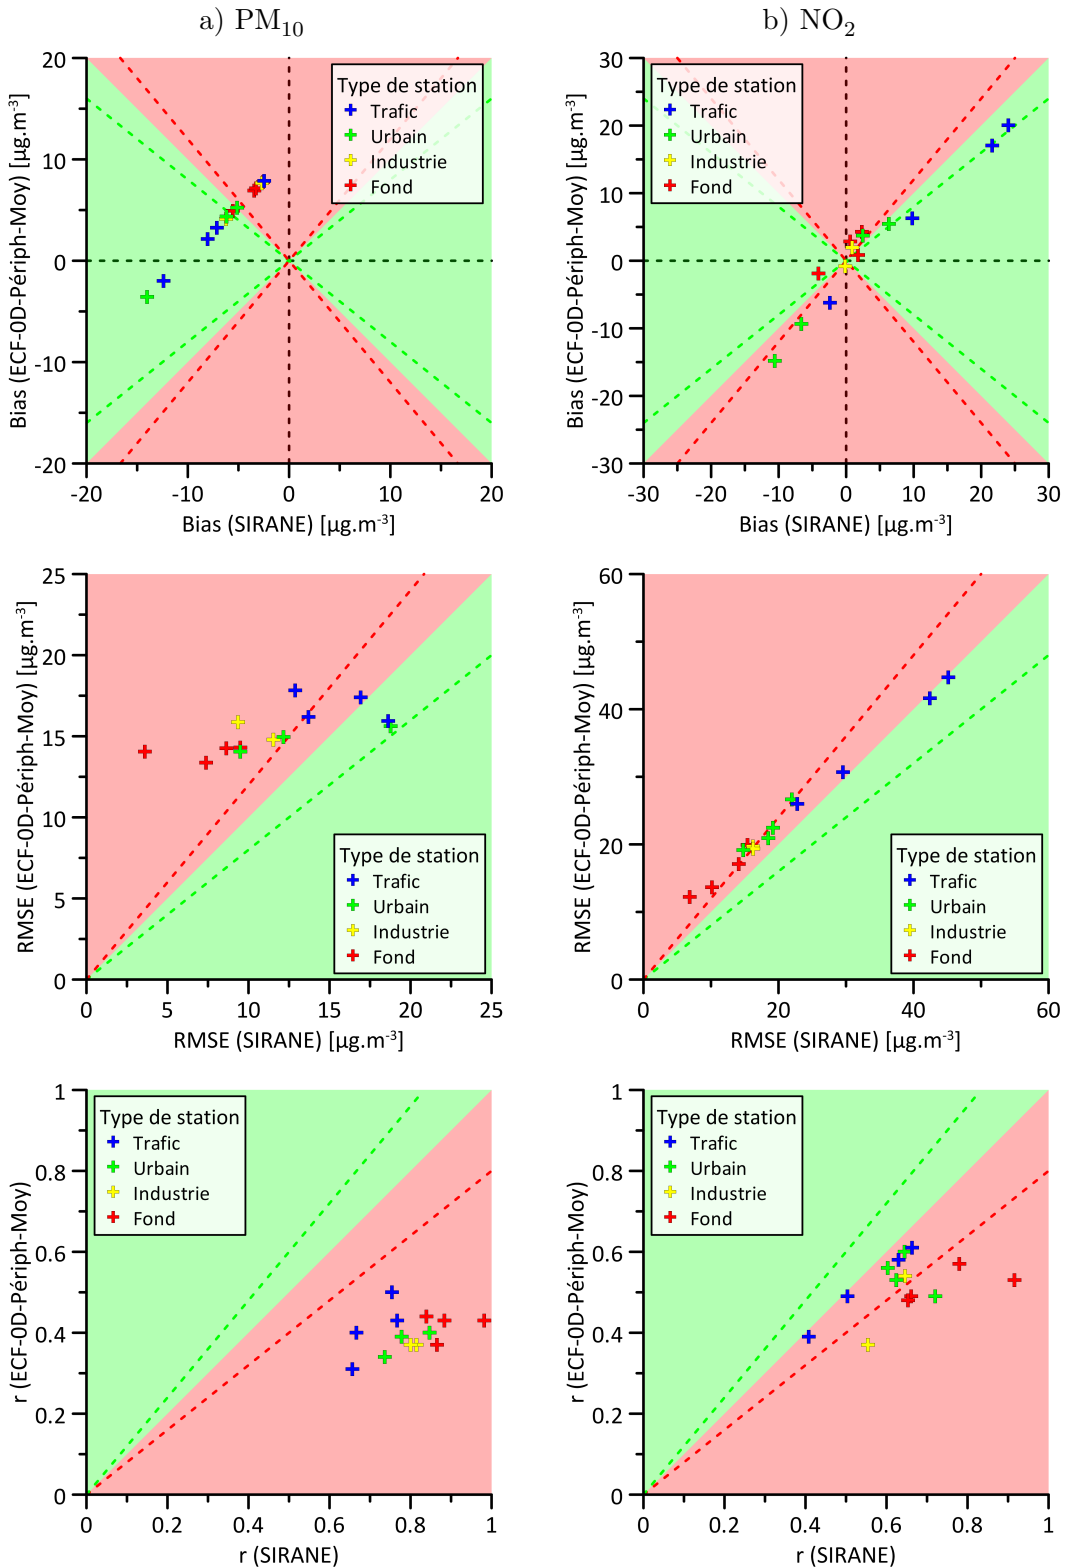 a) PM10
b) NO2
Bias (ECF-0D-Périph-Moy) [µg.m-3]
20
10
0
-10
-20
Type de station
Trafic
Urbain
Industrie
Fond
-20 -10 0 10 20
Bias (SIRANE) [µg.m-3]
Bias (ECF-0D-Périph-Moy) [µg.m-3]
30
20
10
0
-10
-20
-30
Type de station
Trafic
Urbain
Industrie
Fond
-30 -20 -10 0 10 20 30
Bias (SIRANE) [µg.m-3]
RMSE (ECF-0D-Périph-Moy) [µg.m-3]
25
20
15
10
5
0
Type de station
Trafic
Urbain
Industrie
Fond
0 5 10 15 20 25
RMSE (SIRANE) [µg.m-3]
RMSE (ECF-0D-Périph-Moy) [µg.m-3]
60
40
20
0
Type de station
Trafic
Urbain
Industrie
Fond
0 20 40 60
RMSE (SIRANE) [µg.m-3]
r (ECF-0D-Périph-Moy)
1
0.8
0.6
0.4
0.2
0
Type de station
Trafic
Urbain
Industrie
Fond
0 0.2 0.4 0.6 0.8 1
r (SIRANE)
r (ECF-0D-Périph-Moy)
1
0.8
0.6
0.4
0.2
0
Type de station
Trafic
Urbain
Industrie
Fond
0 0.2 0.4 0.6 0.8 1
r (SIRANE)